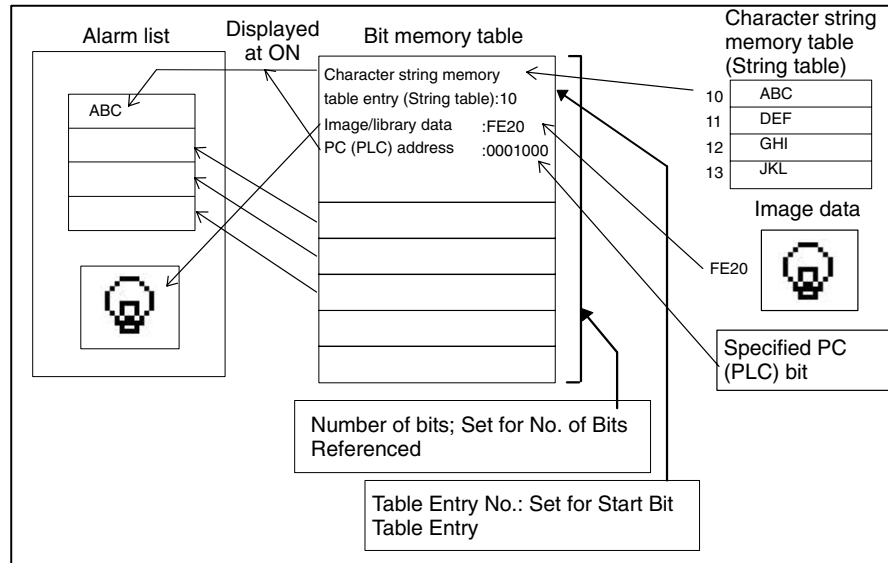 Alarm list
ABC
Displayed
at ON
Bit memory table
Character string memory
table entry (String table):10
Image/library data :FE20
PC (PLC) address :0001000
Character string
memory table
(String table)
10 ABC
11 DEF
12 GHI
13 JKL
Image data
FE20
Specified PC
(PLC) bit
Number of bits; Set for No. of Bits
Referenced
Table Entry No.: Set for Start Bit
Table Entry